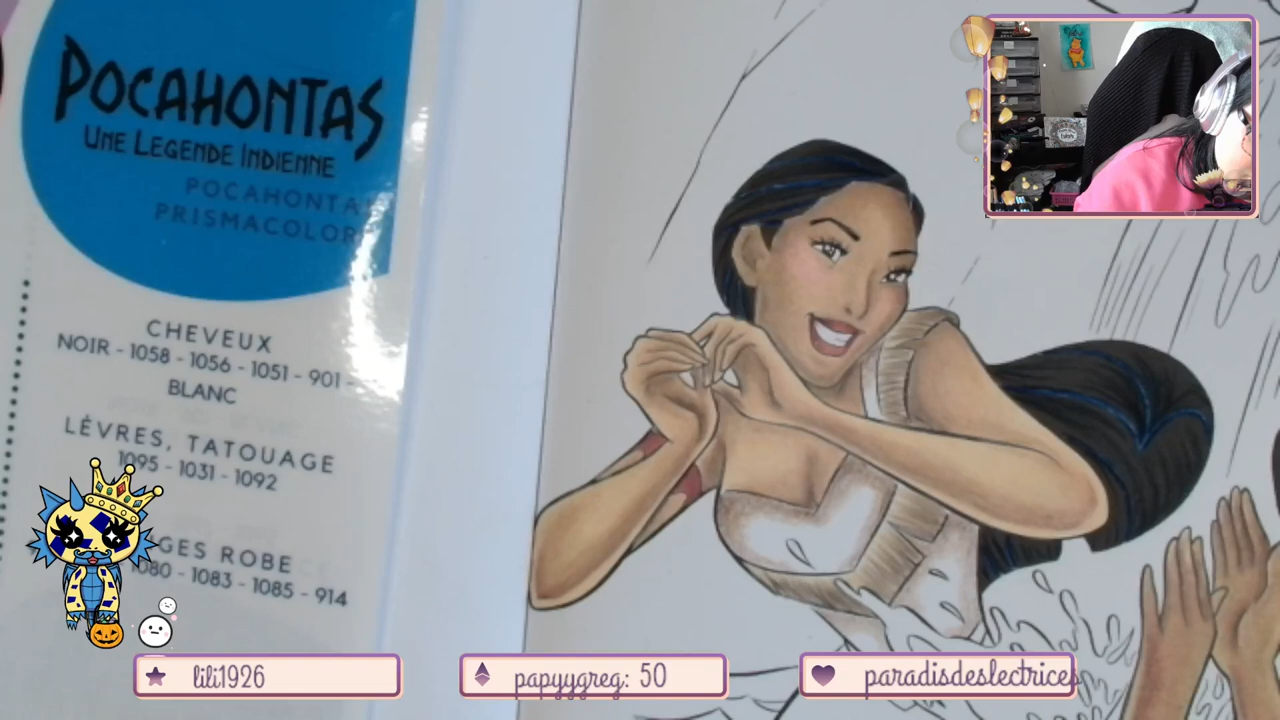 POCAHONTAS
UNE LEGENDE INDIENNE
POCAHONTA
PRISMACOLOR
CHEVEUX
NOIR - 1058 - 1056 - 1051 - 901 -
BLANC
LÈVRES, TATOUAGE
1095 - 1031 - 1092
GES ROBE
1080 - 1083 - 1085 - 914
lili1926
papyygreg: 50
paradisdeslectrices